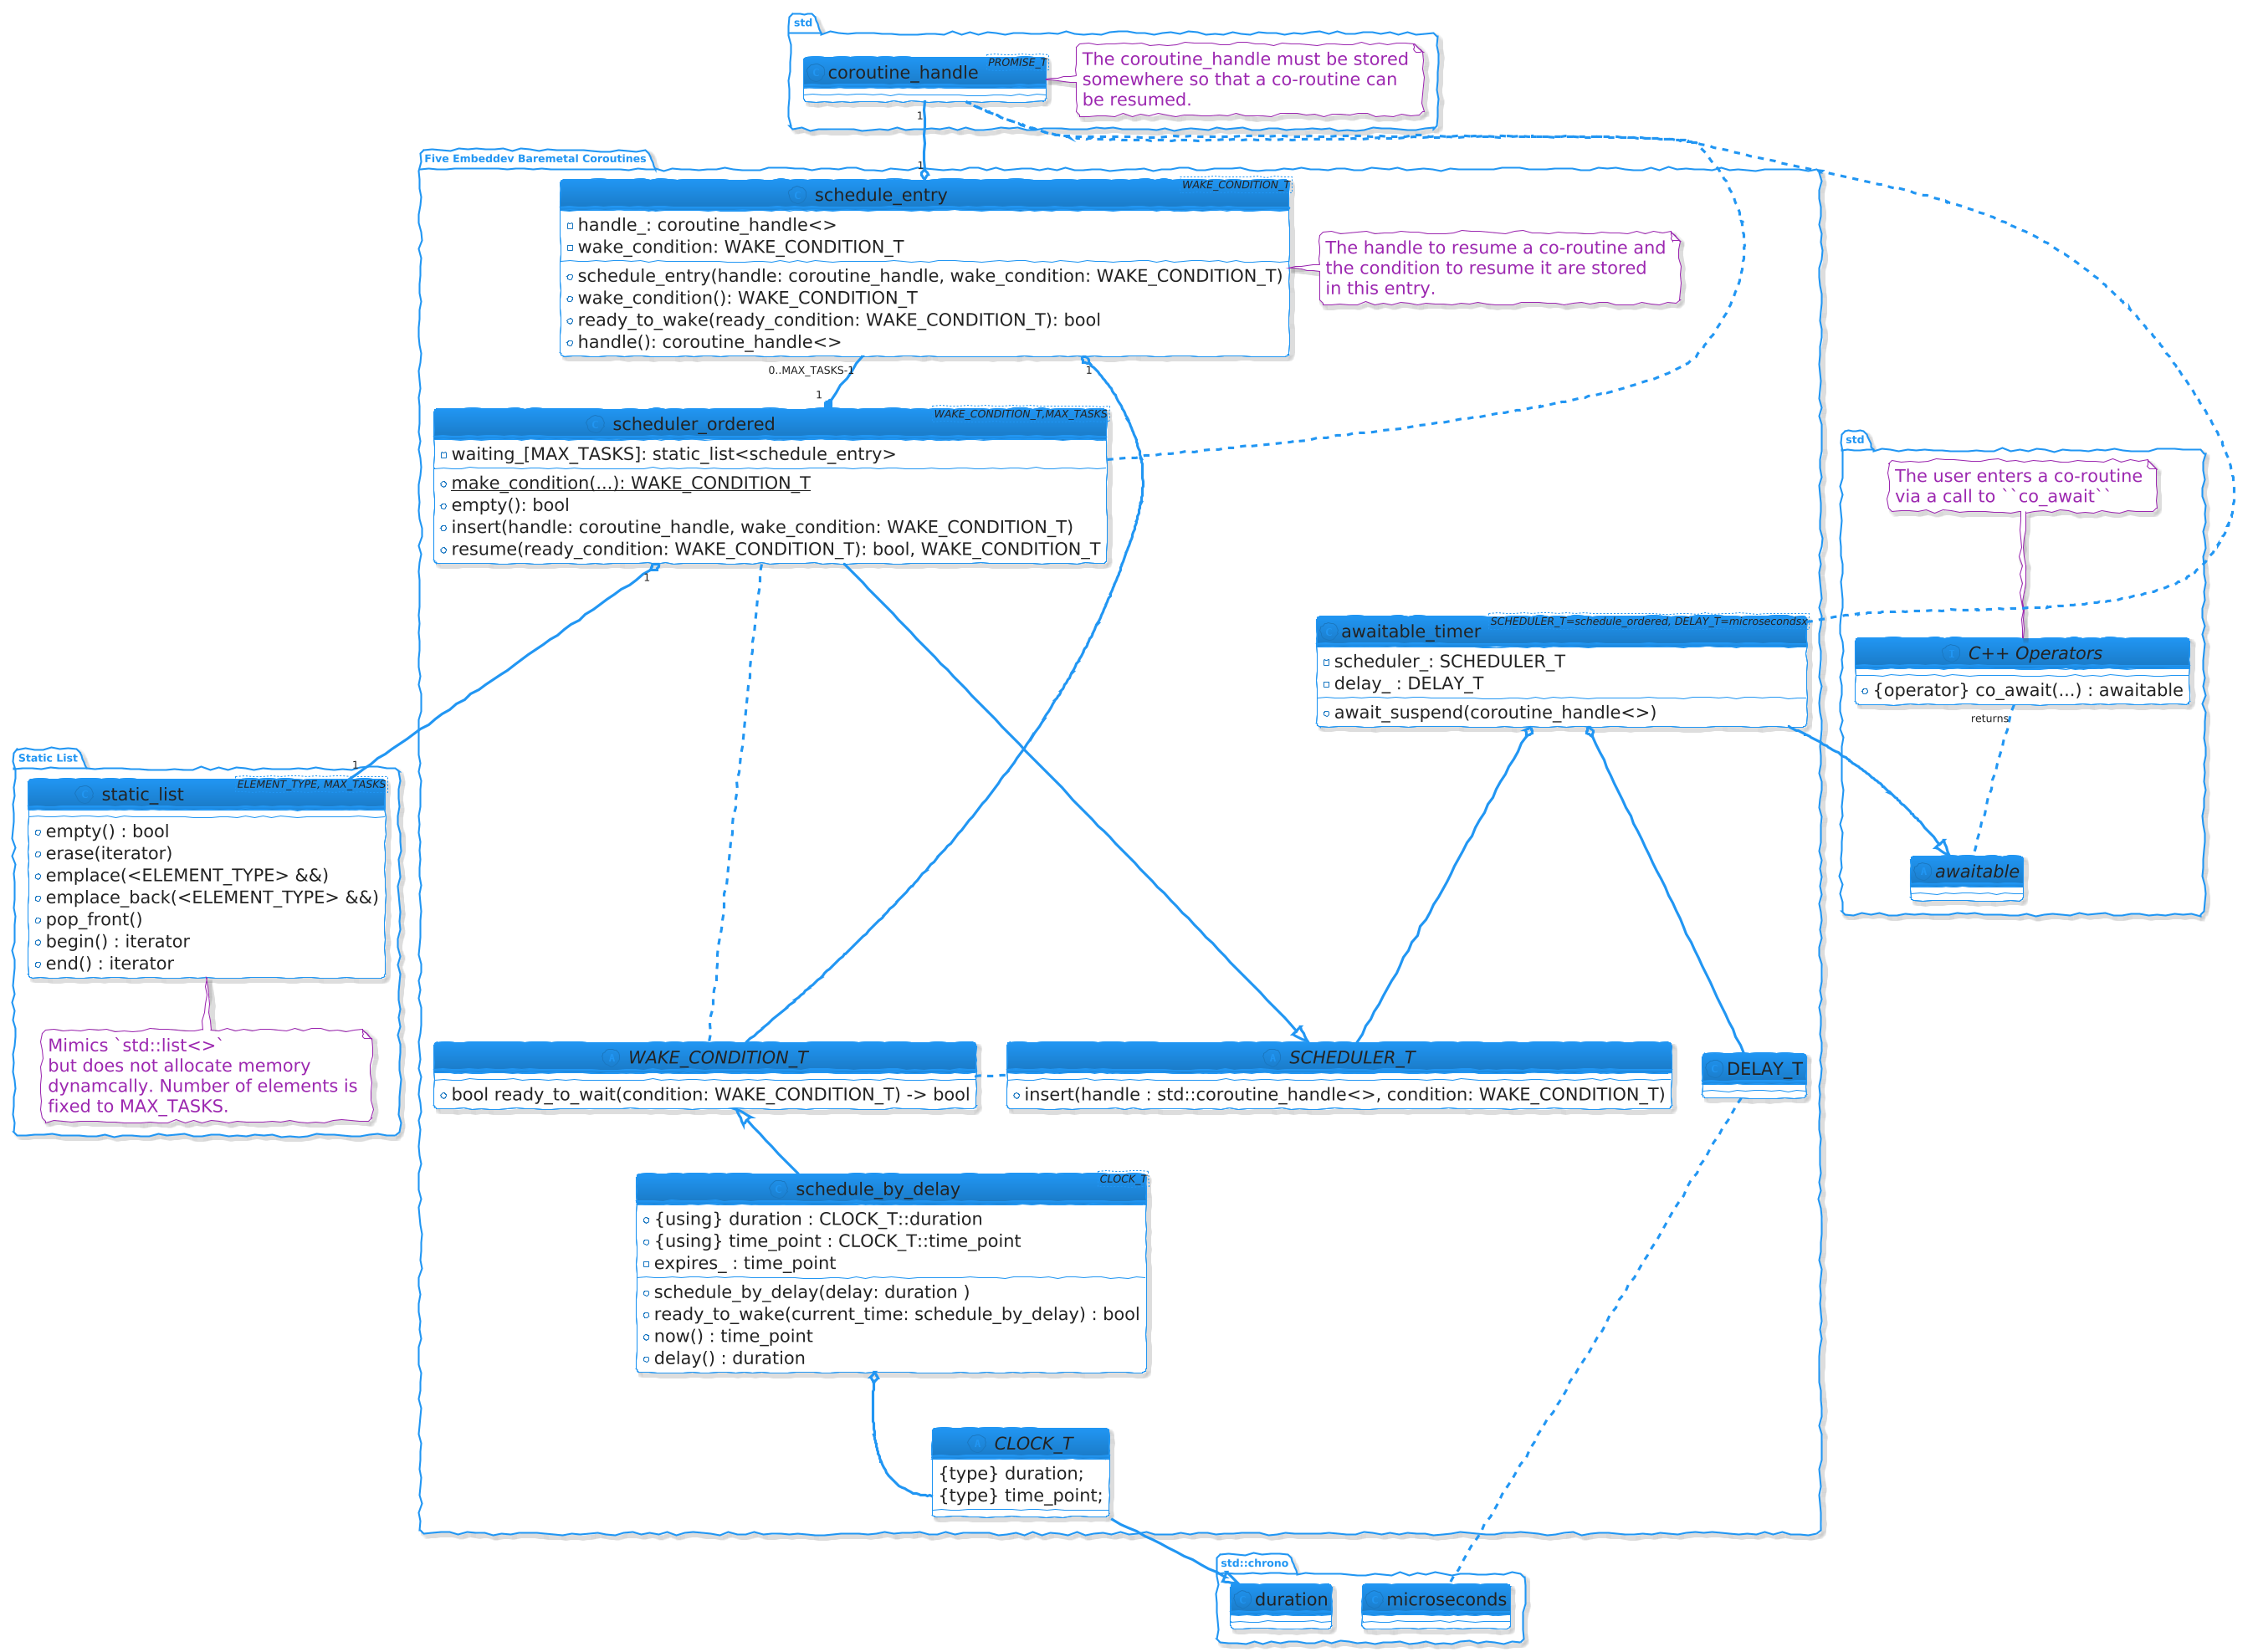 std
coroutine_handle
PROMISE_T
The coroutine_handle must be stored
somewhere so that a co-routine can
be resumed.
1
1
Five Embeddev Baremetal Coroutines
schedule_entry
WAKE_CONDITION_T
handle_: coroutine_handle<>
wake_condition: WAKE_CONDITION_T
schedule_entry(handle: coroutine_handle, wake_condition: WAKE_CONDITION_T)
wake_condition(): WAKE_CONDITION_T
ready_to_wake(ready_condition: WAKE_CONDITION_T): bool
handle(): coroutine_handle<>
The handle to resume a co-routine and
the condition to resume it are stored
in this entry.
0..MAX_TASKS-1
1
1
scheduler_ordered
WAKE_CONDITION_T,MAX_TASKS
waiting_[MAX_TASKS]: static_list<schedule_entry>
make_condition(...): WAKE_CONDITION_T
empty(): bool
insert(handle: coroutine_handle, wake_condition: WAKE_CONDITION_T)
resume(ready_condition: WAKE_CONDITION_T): bool, WAKE_CONDITION_T
1
std
The user enters a co-routine
via a call to ``co_await``
C++ Operators
{operator} co_await(...) : awaitable
returns
awaitable
awaitable_timer
SCHEDULER_T=schedule_ordered, DELAY_T=microsecondsx
scheduler_: SCHEDULER_T
delay_ : DELAY_T
await_suspend(coroutine_handle<>)
Static List
1
static_list
ELEMENT_TYPE, MAX_TASKS
empty() : bool
erase(iterator)
emplace(<ELEMENT_TYPE> &&)
emplace_back(<ELEMENT_TYPE> &&)
pop_front()
begin() : iterator
end() : iterator
Mimics `std::list<>`
but does not allocate memory
dynamcally. Number of elements is
fixed to MAX_TASKS.
WAKE_CONDITION_T
bool ready_to_wait(condition: WAKE_CONDITION_T) -> bool
SCHEDULER_T
insert(handle : std::coroutine_handle<>, condition: WAKE_CONDITION_T)
DELAY_T
schedule_by_delay
CLOCK_T
{using} duration : CLOCK_T::duration
{using} time_point : CLOCK_T::time_point
expires_ : time_point
schedule_by_delay(delay: duration )
ready_to_wake(current_time: schedule_by_delay) : bool
now() : time_point
delay() : duration
CLOCK_T
{type} duration;
{type} time_point;
std::chrono
duration
microseconds